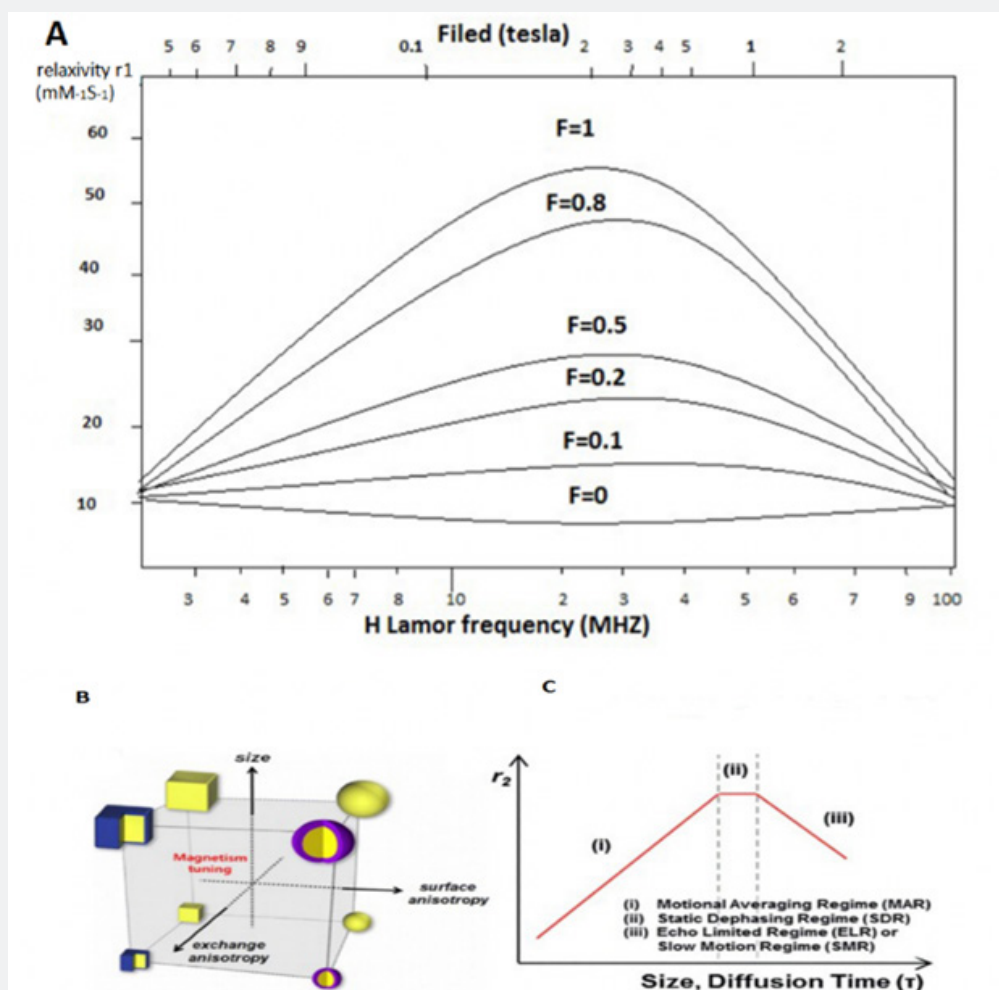 A
Filed (tesla)
5 6 7 8 9 0.1 2 3 4 5 1 2
relaxivity r1
(mM-1S-1)
60
50
40
30
20
10
F=1
F=0.8
F=0.5
F=0.2
F=0.1
F=0
3 4 5 6 7 8 10 2 3 4 5 6 7 9 100
H Lamor frequency (MHZ)
B
size
Magnetism
tuning
surface
anisotropy
exchange
anisotropy
C
r2
(i)
(ii)
(iii)
(i) Motional Averaging Regime (MAR)
(ii) Static Dephasing Regime (SDR)
(iii) Echo Limited Regime (ELR) or
Slow Motion Regime (SMR)
Size, Diffusion Time (τ)